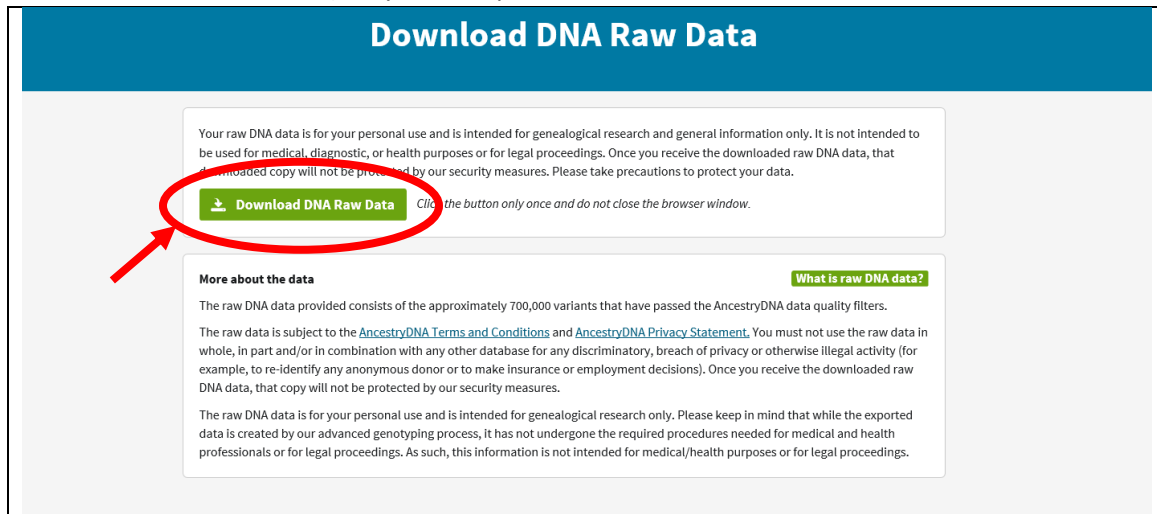 Download DNA Raw Data
Your raw DNA data is for your personal use and is intended for genealogical research and general information only. It is not intended to
be used for medical, diagnostic, or health purposes or for legal proceedings. Once you receive the downloaded raw DNA data, that
downloaded copy will not be protected by our security measures. Please take precautions to protect your data.
Download DNA Raw Data Click the button only once and do not close the browser window.
More about the data What is raw DNA data?
The raw DNA data provided consists of the approximately 700,000 variants that have passed the AncestryDNA data quality filters.
The raw data is subject to the AncestryDNA Terms and Conditions and AncestryDNA Privacy Statement. You must not use the raw data in
whole, in part and/or in combination with any other database for any discriminatory, breach of privacy or otherwise illegal activity (for
example, to re-identify any anonymous donor or to make insurance or employment decisions). Once you receive the downloaded raw
DNA data, that copy will not be protected by our security measures.
The raw DNA data is for your personal use and is intended for genealogical research only. Please keep in mind that while the exported
data is created by our advanced genotyping process, it has not undergone the required procedures needed for medical and health
professionals or for legal proceedings. As such, this information is not intended for medical/health purposes or for legal proceedings.